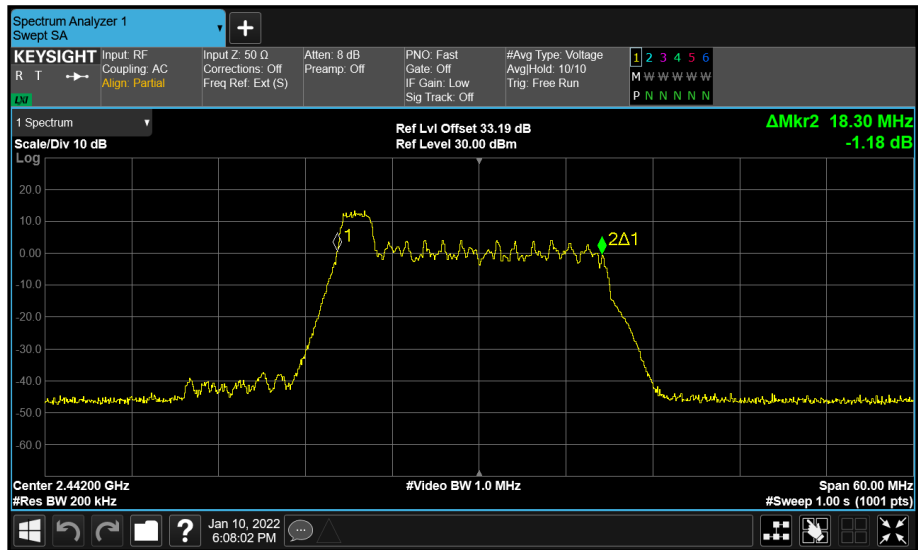 Spectrum Analyzer 1
Swept SA
KEYSIGHT
R T
LXI
Input: RF
Coupling: AC
Align: Partial
Input Z: 50 Ω
Corrections: Off
Freq Ref: Ext (S)
Atten: 8 dB
Preamp: Off
PNO: Fast
Gate: Off
IF Gain: Low
Sig Track: Off
#Avg Type: Voltage
Avg|Hold: 10/10
Trig: Free Run
1 2 3 4 5 6
M W W W W W
P N N N N N
1 Spectrum
Scale/Div 10 dB
Ref Lvl Offset 33.19 dB
Ref Level 30.00 dBm
ΔMkr2 18.30 MHz
-1.18 dB
Log
20.0
10.0
0.00
-10.0
-20.0
-30.0
-40.0
-50.0
-60.0
1
2Δ1
Center 2.44200 GHz
#Res BW 200 kHz
#Video BW 1.0 MHz
Span 60.00 MHz
#Sweep 1.00 s (1001 pts)
?
Jan 10, 2022
6:08:02 PM